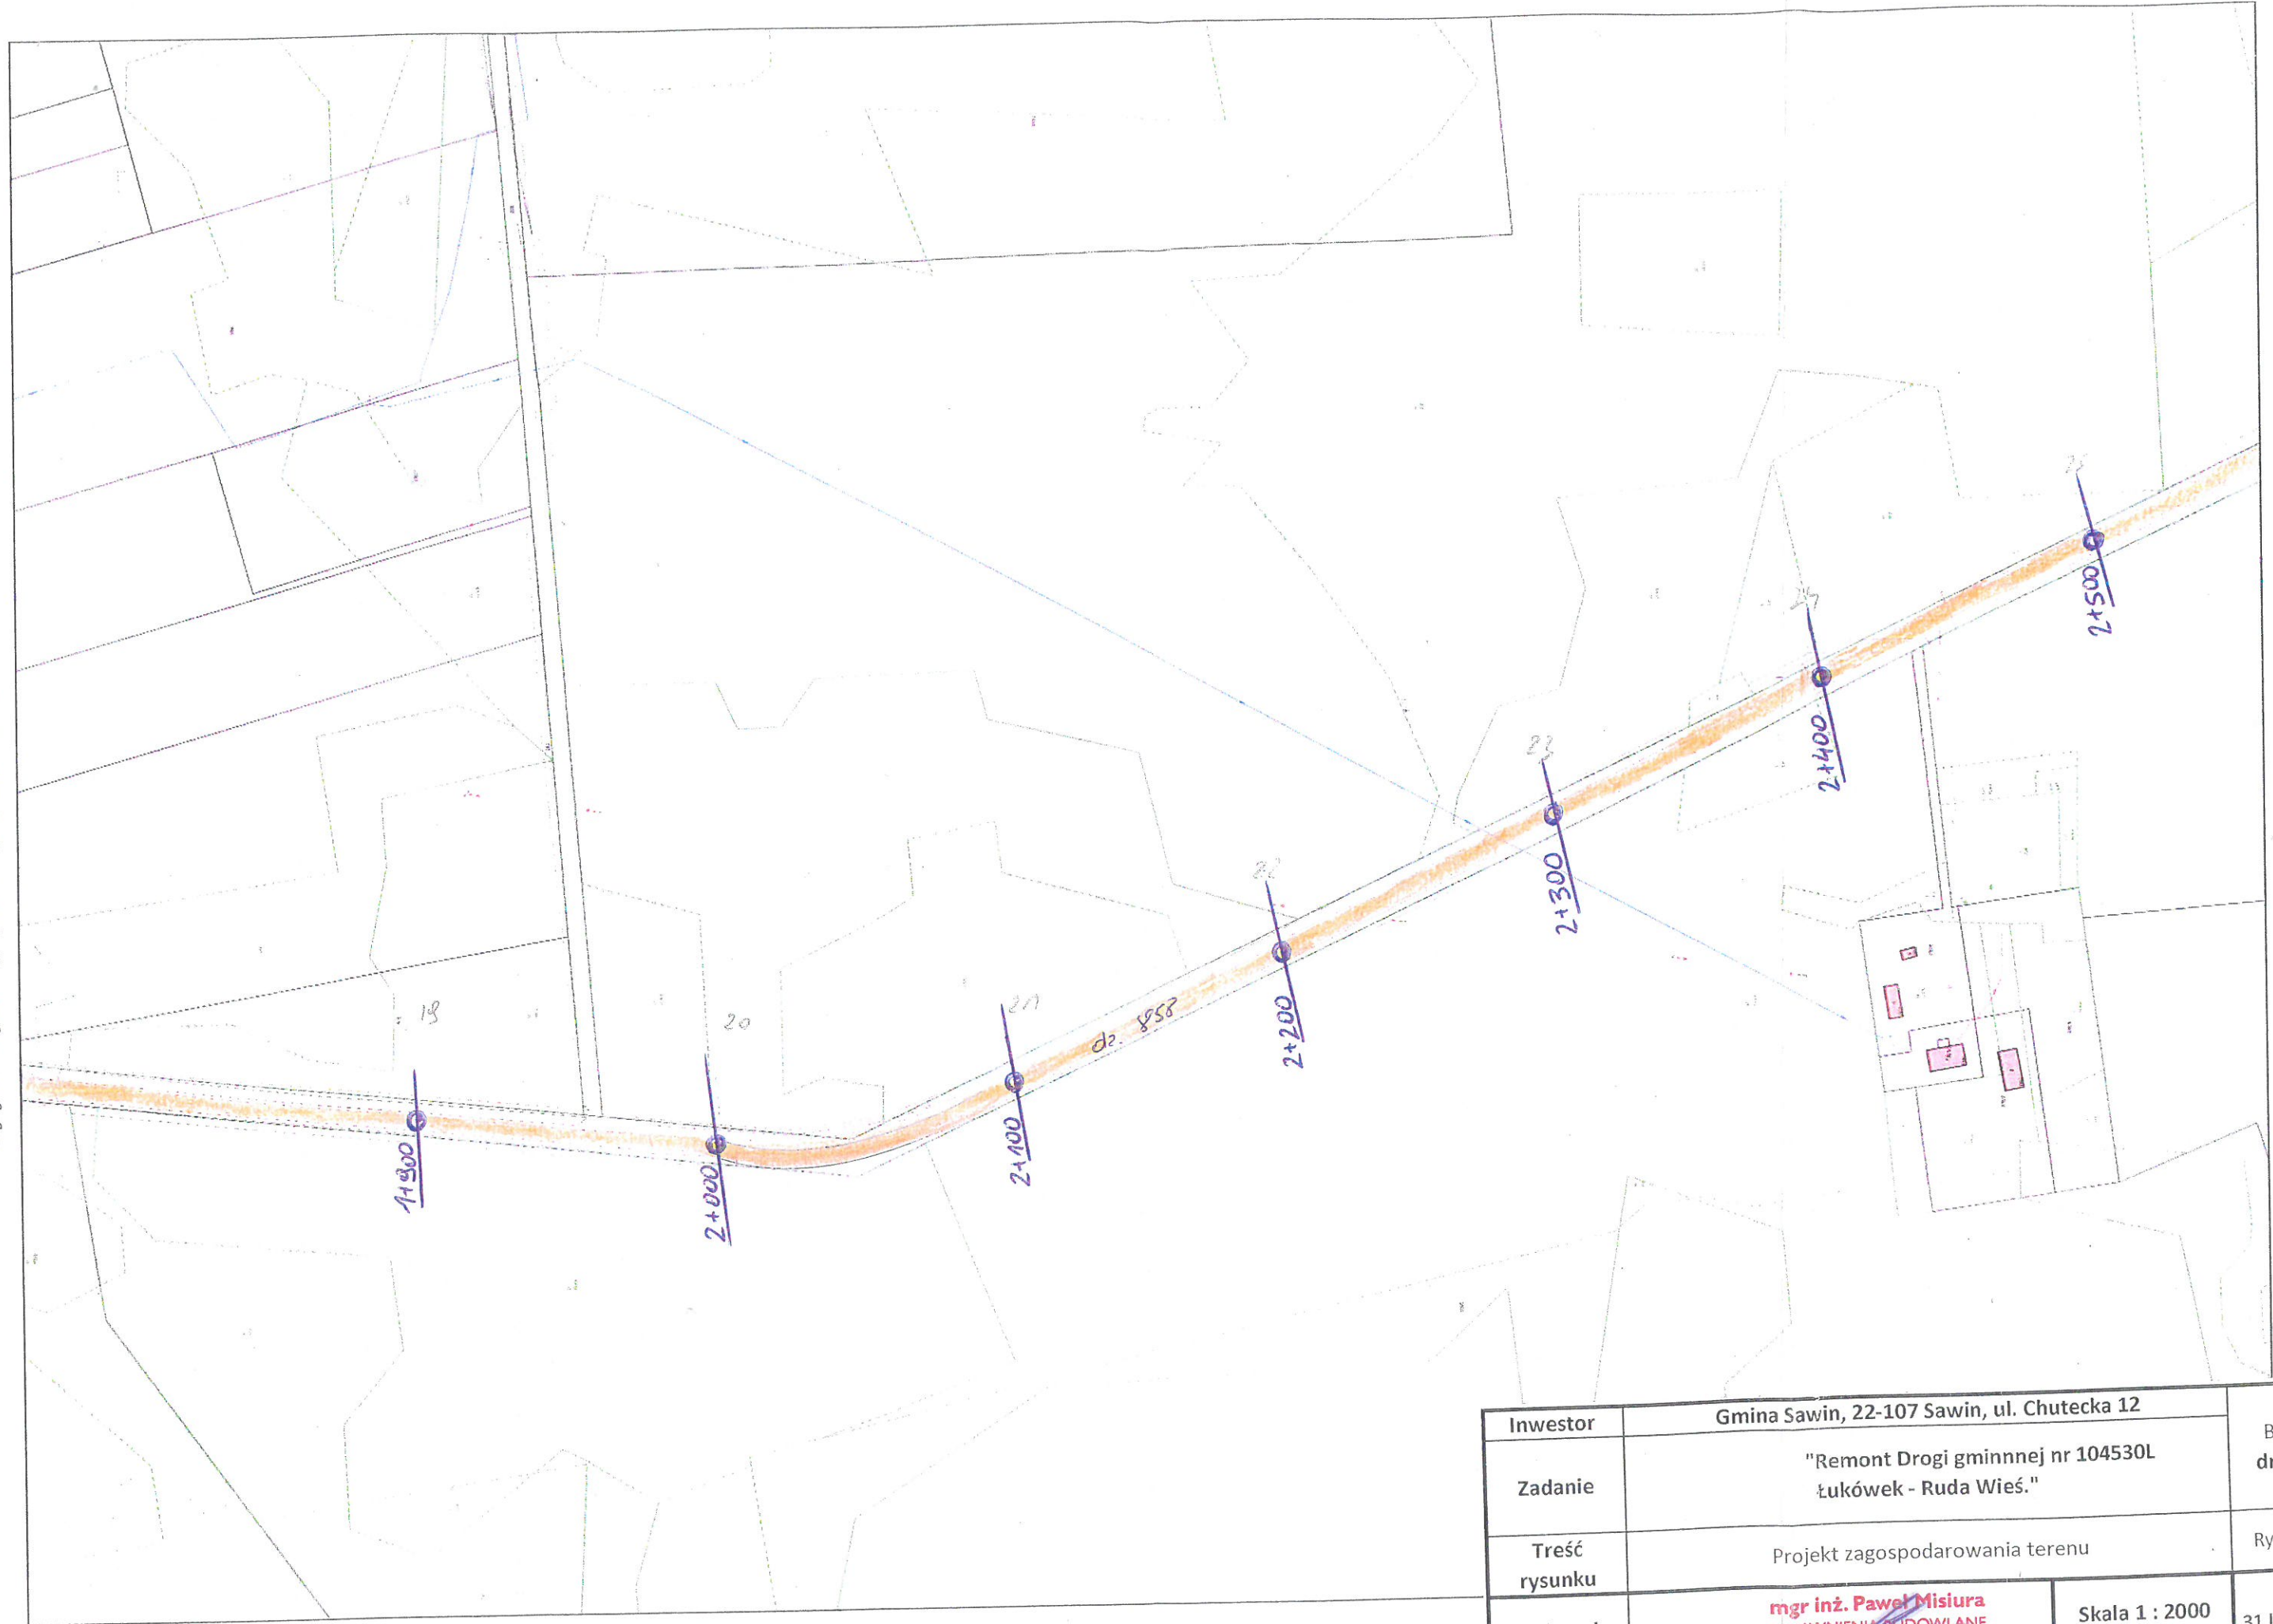 25
24
23
22
21
20
19
2+500
2+400
2+300
2+200
dz. 858
2+100
2+000
1+900
Inwestor
Gmina Sawin, 22-107 Sawin, ul. Chutecka 12
Zadanie
"Remont Drogi gminnnej nr 104530L
Łukówek - Ruda Wieś."
Treść
rysunku
Projekt zagospodarowania terenu
mgr inż. Paweł Misiura
Skala 1 : 2000